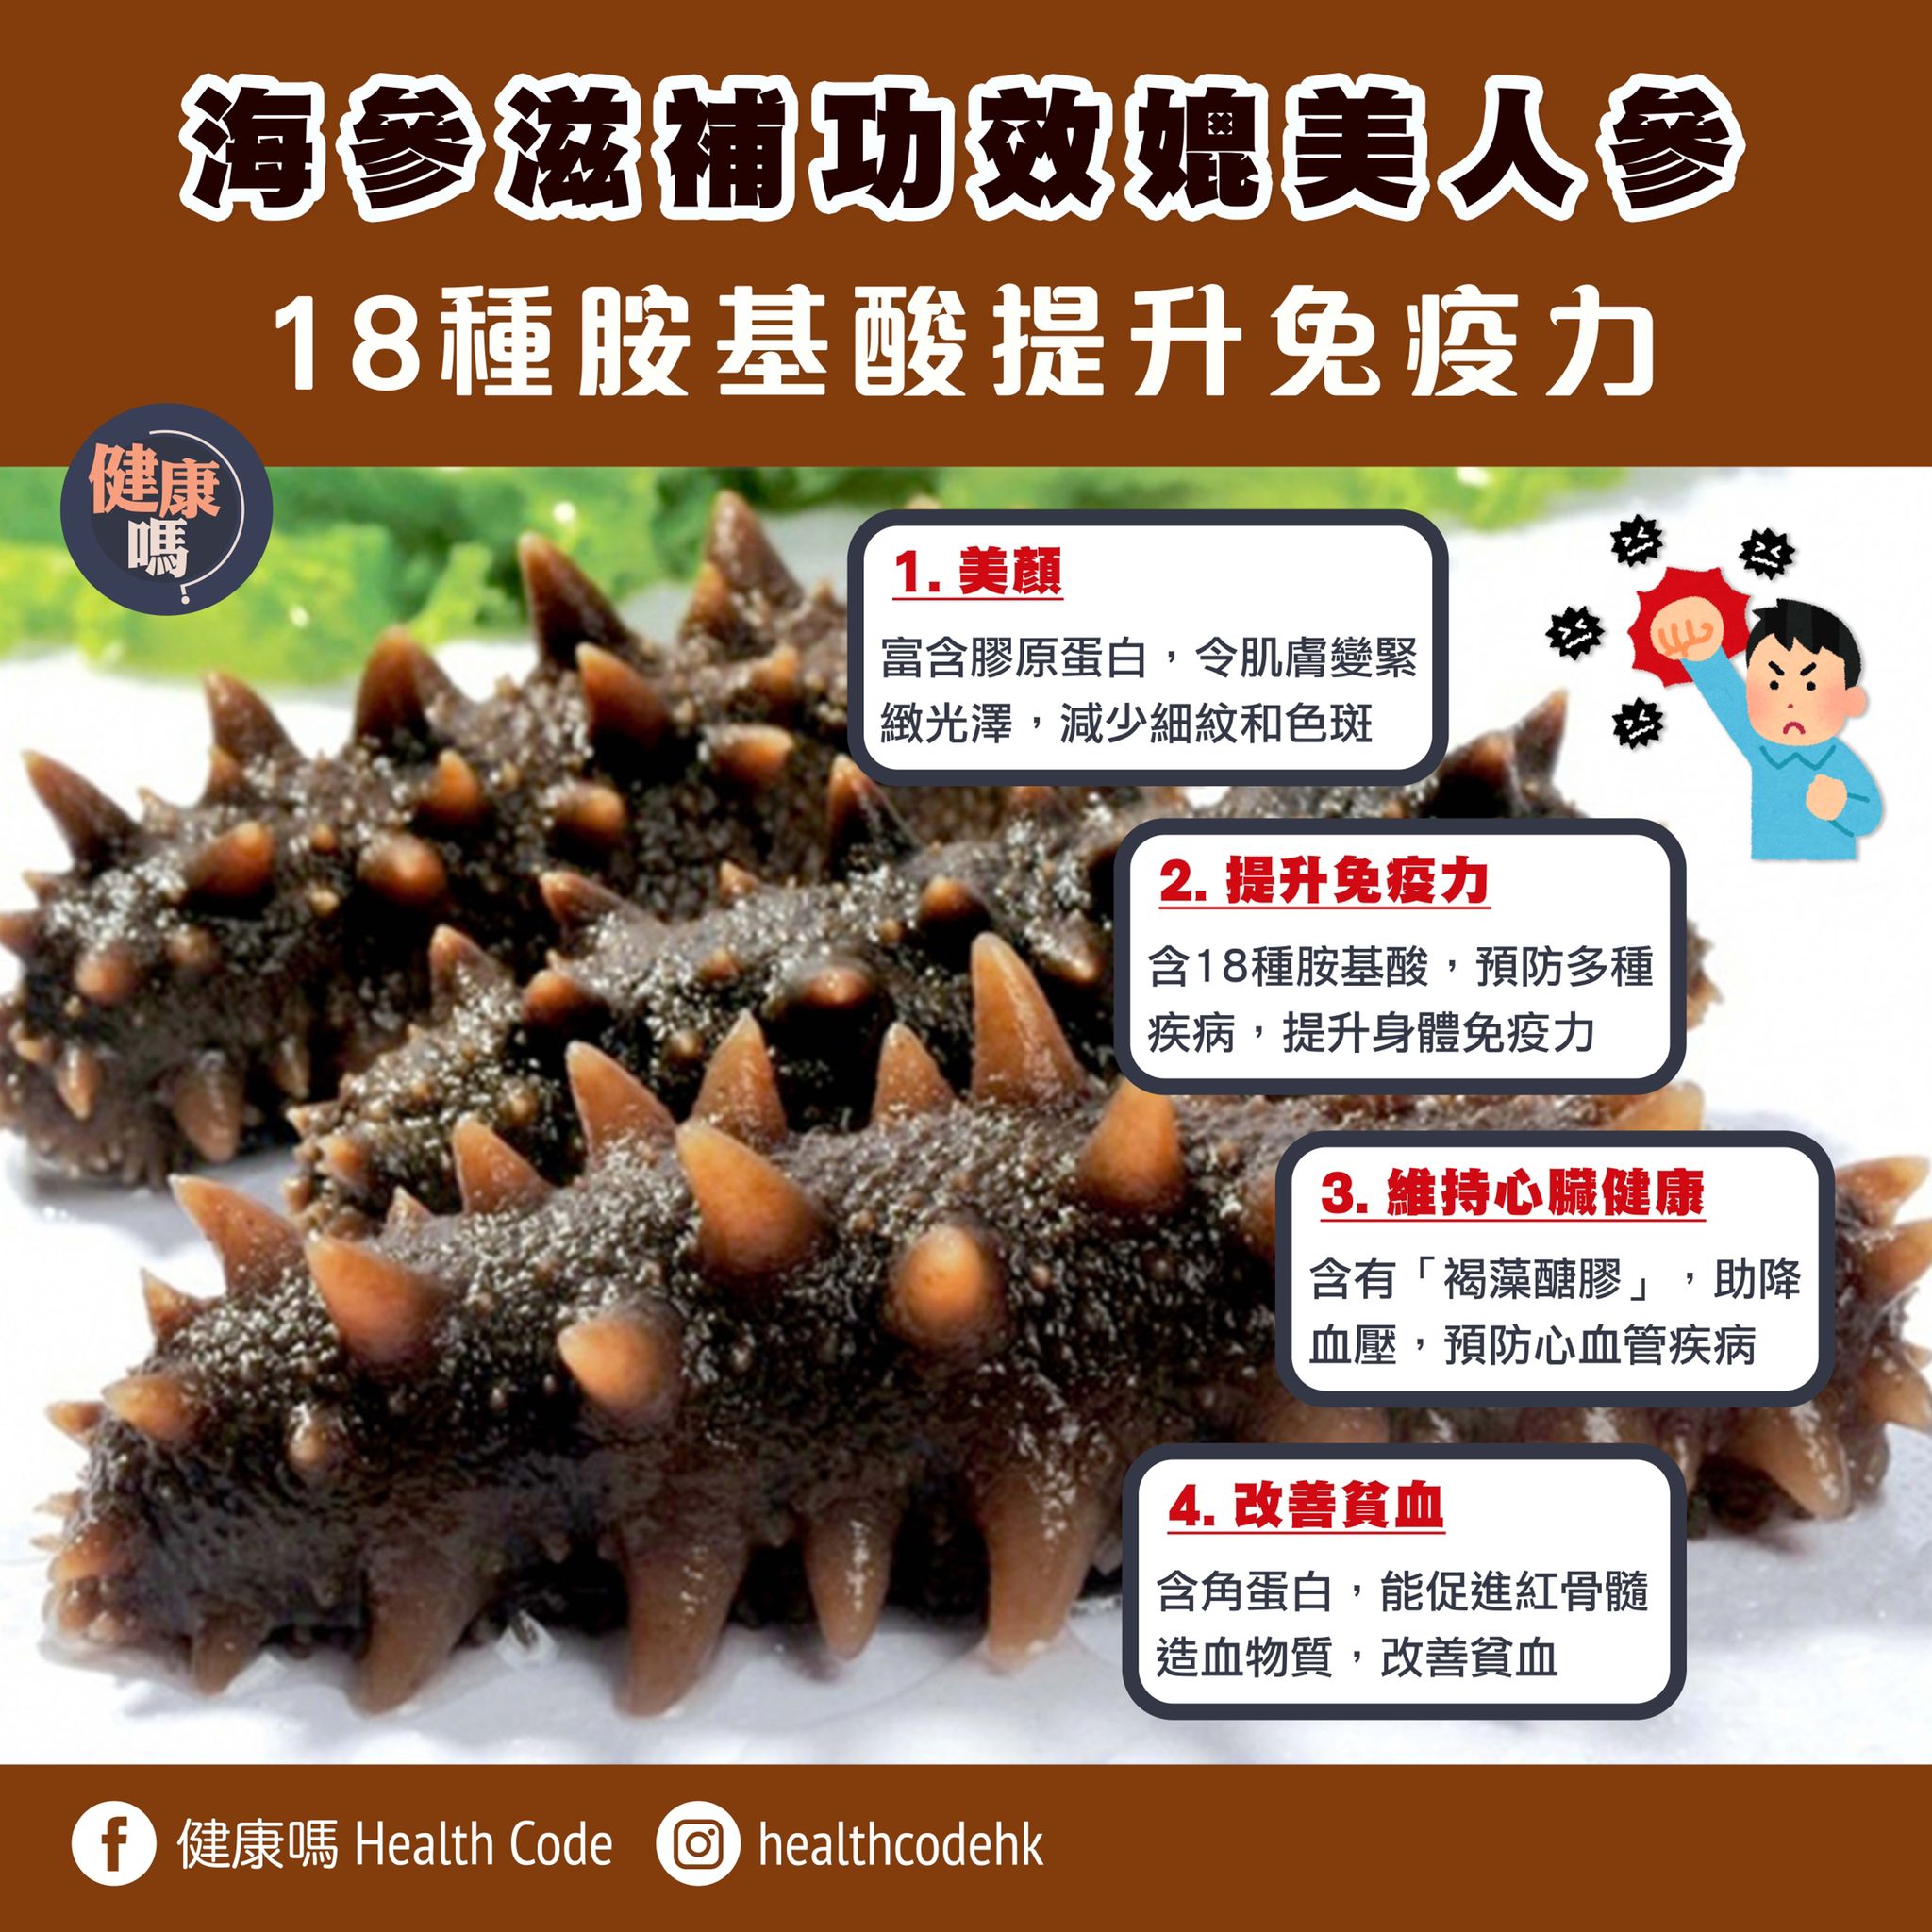 海參滋補功效媲美人參
18種胺基酸提升免疫力
健康
嗎?
1. 美顏
富含膠原蛋白，令肌膚變緊
緻光澤，減少細紋和色斑
2. 提升免疫力
含18種胺基酸，預防多種
疾病，提升身體免疫力
3. 維持心臟健康
含有「褐藻醣膠」，助降
血壓，預防心血管疾病
4. 改善貧血
含角蛋白，能促進紅骨髓
造血物質，改善貧血
健康嗎 Health Code healthcodehk